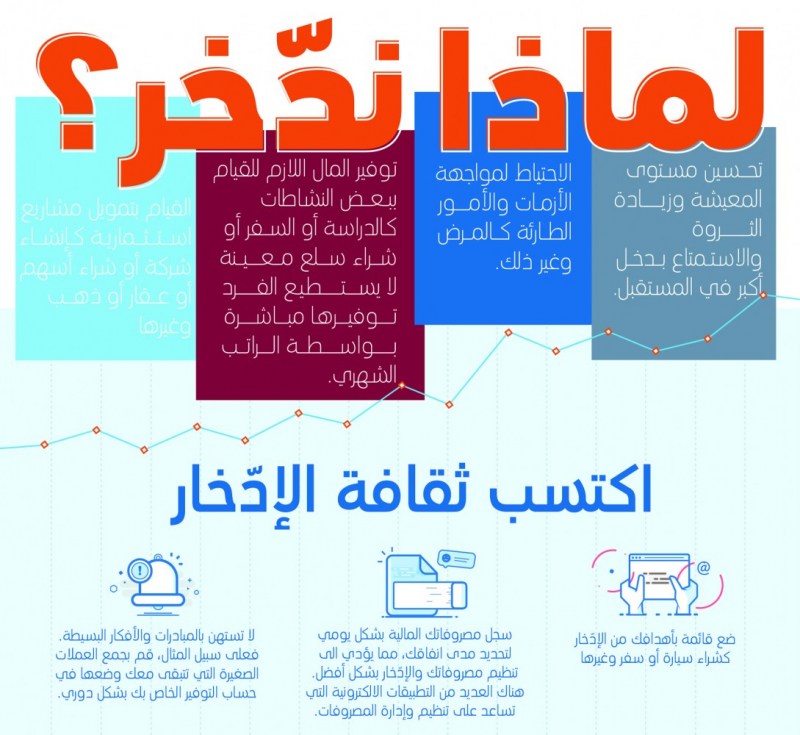 لماذا ندّخر؟
تحسين مستوى
المعيشة وزيادة
الثروة
والاستمتاع بدخل
أكبر في المستقبل.
الاحتياط لمواجهة
الأزمات والأمور
الطارئة كالمرض
وغير ذلك.
توفير المال اللازم للقيام
ببعض النشاطات
كالدراسة أو السفر أو
شراء سلع معينة
لا يستطيع الفرد
توفيرها مباشرة
بواسطة الراتب
الشهري.
القيام بتمويل مشاريع
استثمارية كإنشاء
شركة أو شراء أسهم
أو عقار أو ذهب
وغيرها
اكتسب ثقافة الإدّخار
@
ضع قائمة بأهدافك من الإدّخار
كشراء سيارة أو سفر وغيرها
سجل مصروفاتك المالية بشكل يومي
لتحديد مدى انفاقك، مما يؤدي الى
تنظيم مصروفاتك والإدّخار بشكل أفضل.
هناك العديد من التطبيقات الالكترونية التي
تساعد على تنظيم وإدارة المصروفات.
لا تستهن بالمبادرات والأفكار البسيطة.
فعلى سبيل المثال، قم بجمع العملات
الصغيرة التي تتبقى معك وضعها في
حساب التوفير الخاص بك بشكل دوري.